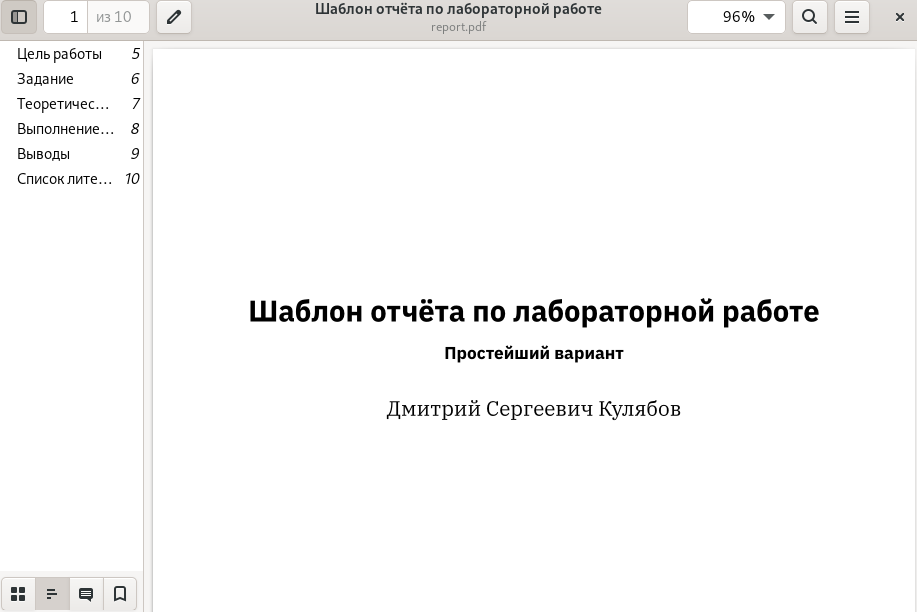 1 из 10
Шаблон отчёта по лабораторной работе
report.pdf
96%
Цель работы 5
Задание 6
Теоретичес… 7
Выполнение… 8
Выводы 9
Список лите… 10
Шаблон отчёта по лабораторной работе
Простейший вариант
Дмитрий Сергеевич Кулябов